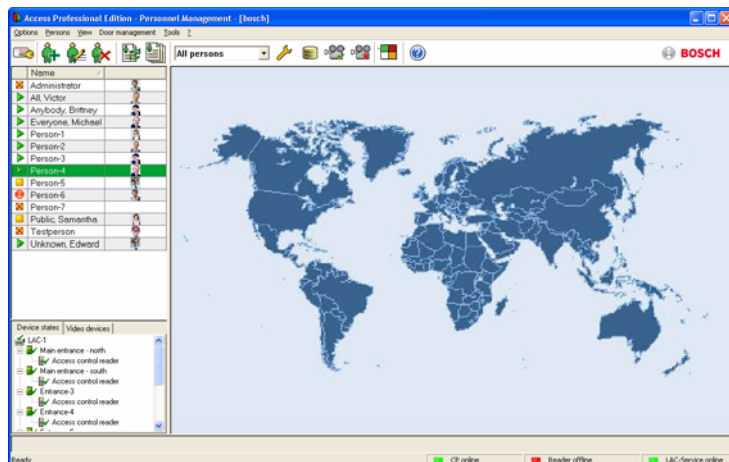 Access Professional Edition - Personnel Management - [bosch]
Options Persons View Door management Tools ?
All persons
BOSCH
Name
Administrator
All, Victor
Anybody, Britney
Everyone, Michael
Person-1
Person-2
Person-3
Person-4
Person-5
Person-6
Person-7
Public, Samantha
Testperson
Unknown, Edward
Device states Video devices
LAC-1
Main entrance - north
Access control reader
Main entrance - south
Access control reader
Entrance-3
Access control reader
Entrance-4
Access control reader
Ready CP online Reader offline LAC-Service online